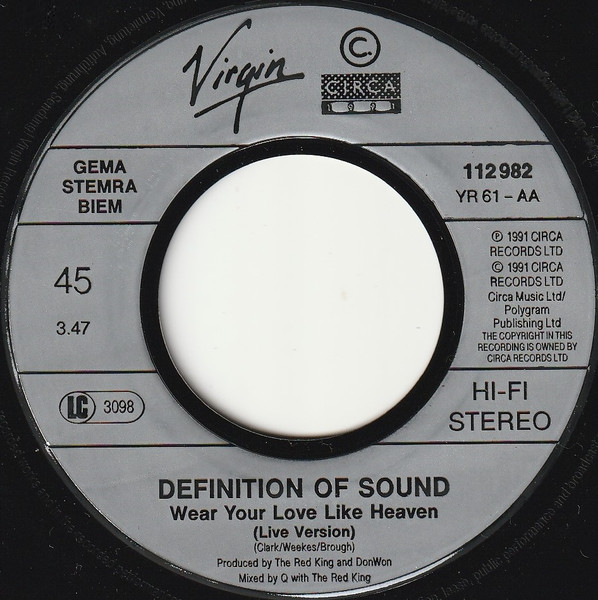 Virgin
C.
CIRCA
1991
GEMA
STEMRA
BIEM
112 982
YR 61 – AA
45
3.47
℗ 1991 CIRCA
RECORDS LTD
© 1991 CIRCA
RECORDS LTD
Circa Music Ltd/
Polygram
Publishing Ltd
THE COPYRIGHT IN THIS
RECORDING IS OWNED BY
CIRCA RECORDS LTD
LC 3098
HI-FI
STEREO
DEFINITION OF SOUND
Wear Your Love Like Heaven
(Live Version)
(Clark/Weekes/Brough)
Produced by The Red King and DonWon
Mixed by Q with The Red King